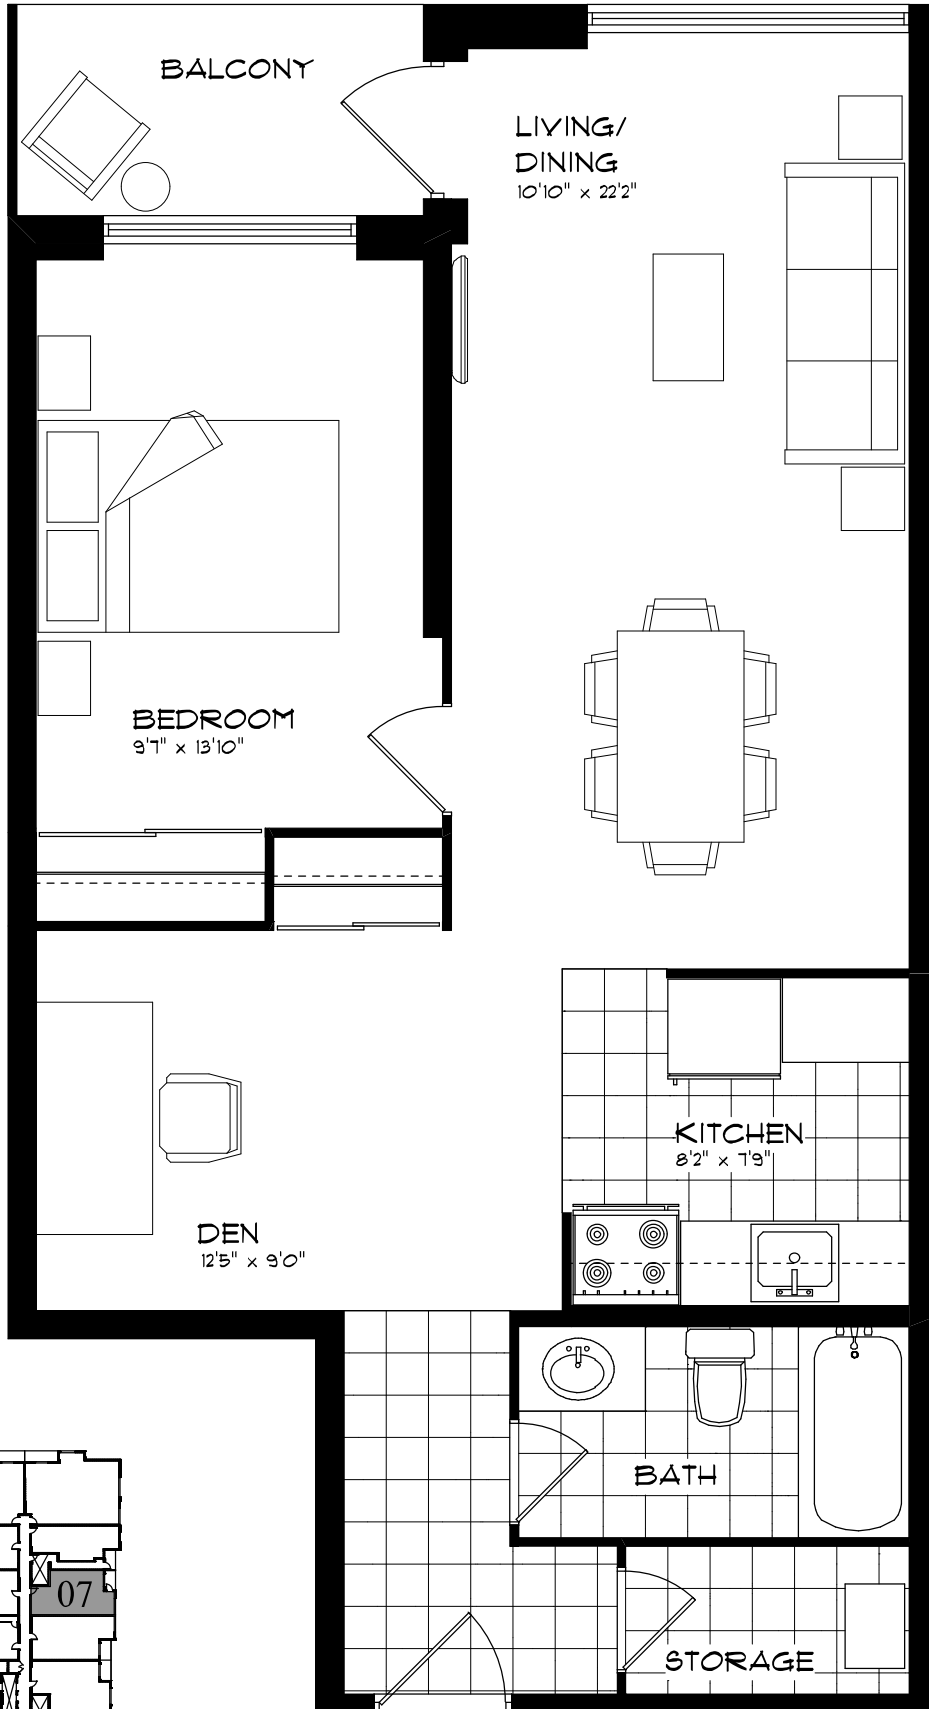 BALCONY
LIVING/
DINING
10'10" x 22'2"
BEDROOM
9'7" x 13'10"
KITCHEN
8'2" x 7'9"
DEN
12'5" x 9'0"
BATH
07
STORAGE